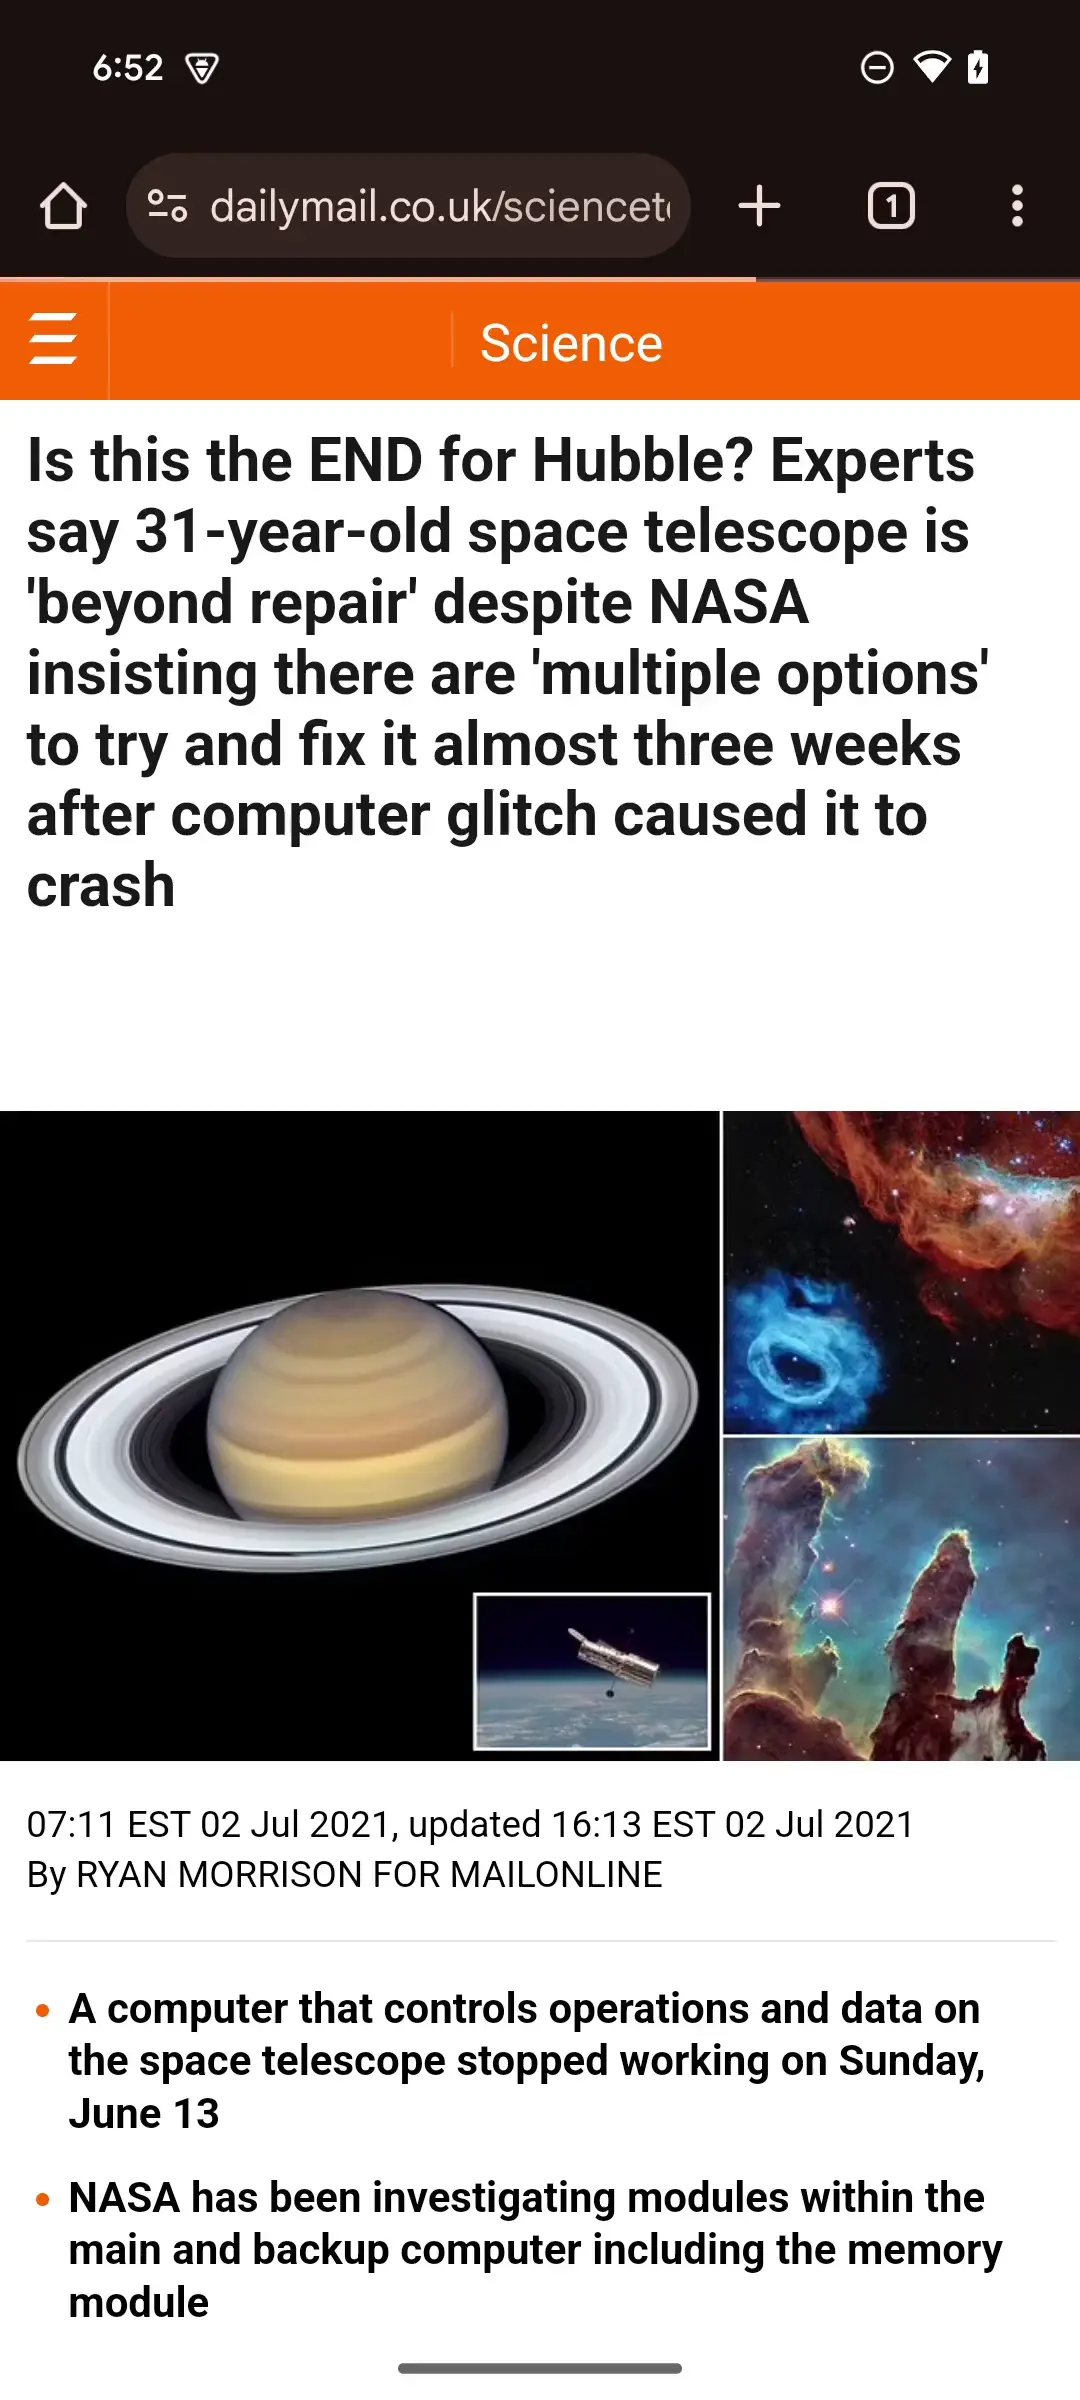 6:52
dailymail.co.uk/sciencet
1
Science
Is this the END for Hubble? Experts
say 31-year-old space telescope is
'beyond repair' despite NASA
insisting there are 'multiple options'
to try and fix it almost three weeks
after computer glitch caused it to
crash
07:11 EST 02 Jul 2021, updated 16:13 EST 02 Jul 2021
By RYAN MORRISON FOR MAILONLINE
• A computer that controls operations and data on
the space telescope stopped working on Sunday,
June 13
• NASA has been investigating modules within the
main and backup computer including the memory
module